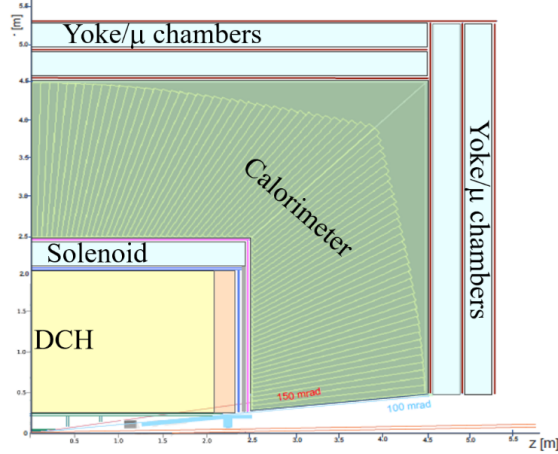 r [m]
5.5
Yoke/μ chambers
5.0
4.5
4.0
3.5
Calorimeter
Yoke/μ chambers
3.0
2.5
Solenoid
2.0
1.5
DCH
1.0
0.5
150 mrad
100 mrad
0
0.5 1.0 1.5 2.0 2.5 3.0 3.5 4.0 4.5 5.0 5.5
z [m]